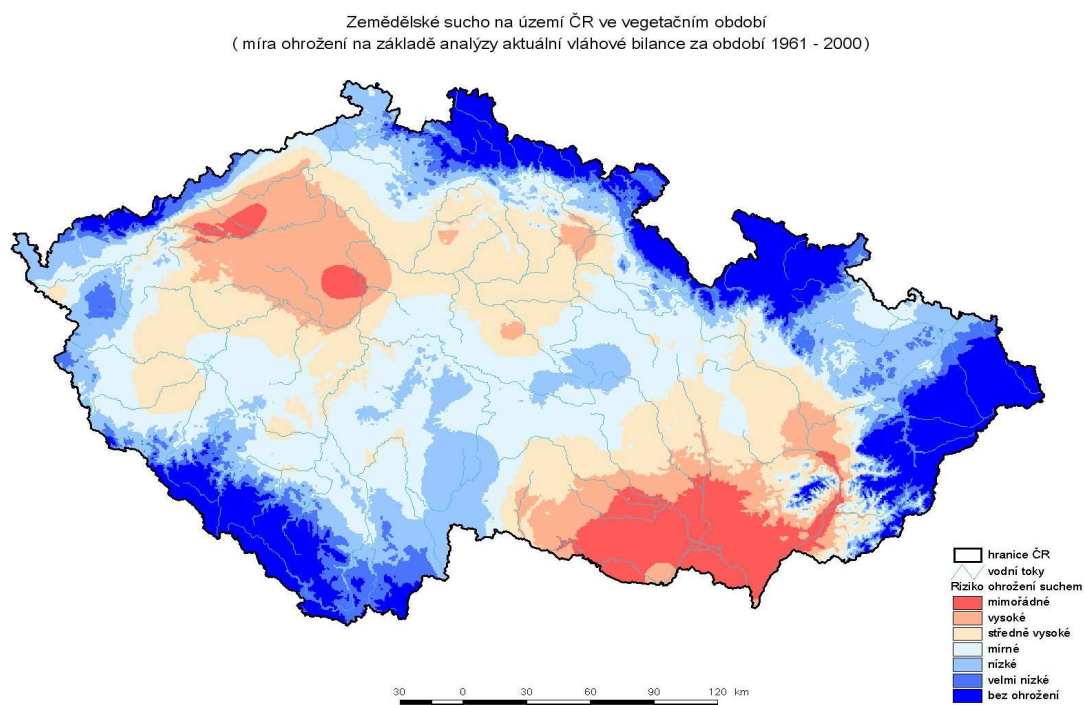 Zemědělské sucho na území ČR ve vegetačním období
( míra ohrožení na základě analýzy aktuální vláhové bilance za období 1961 - 2000)
hranice ČR
vodní toky
Riziko ohrožení suchem
mimořádné
vysoké
středně vysoké
mírné
nízké
velmi nízké
bez ohrožení
30 0 30 60 90 120 km